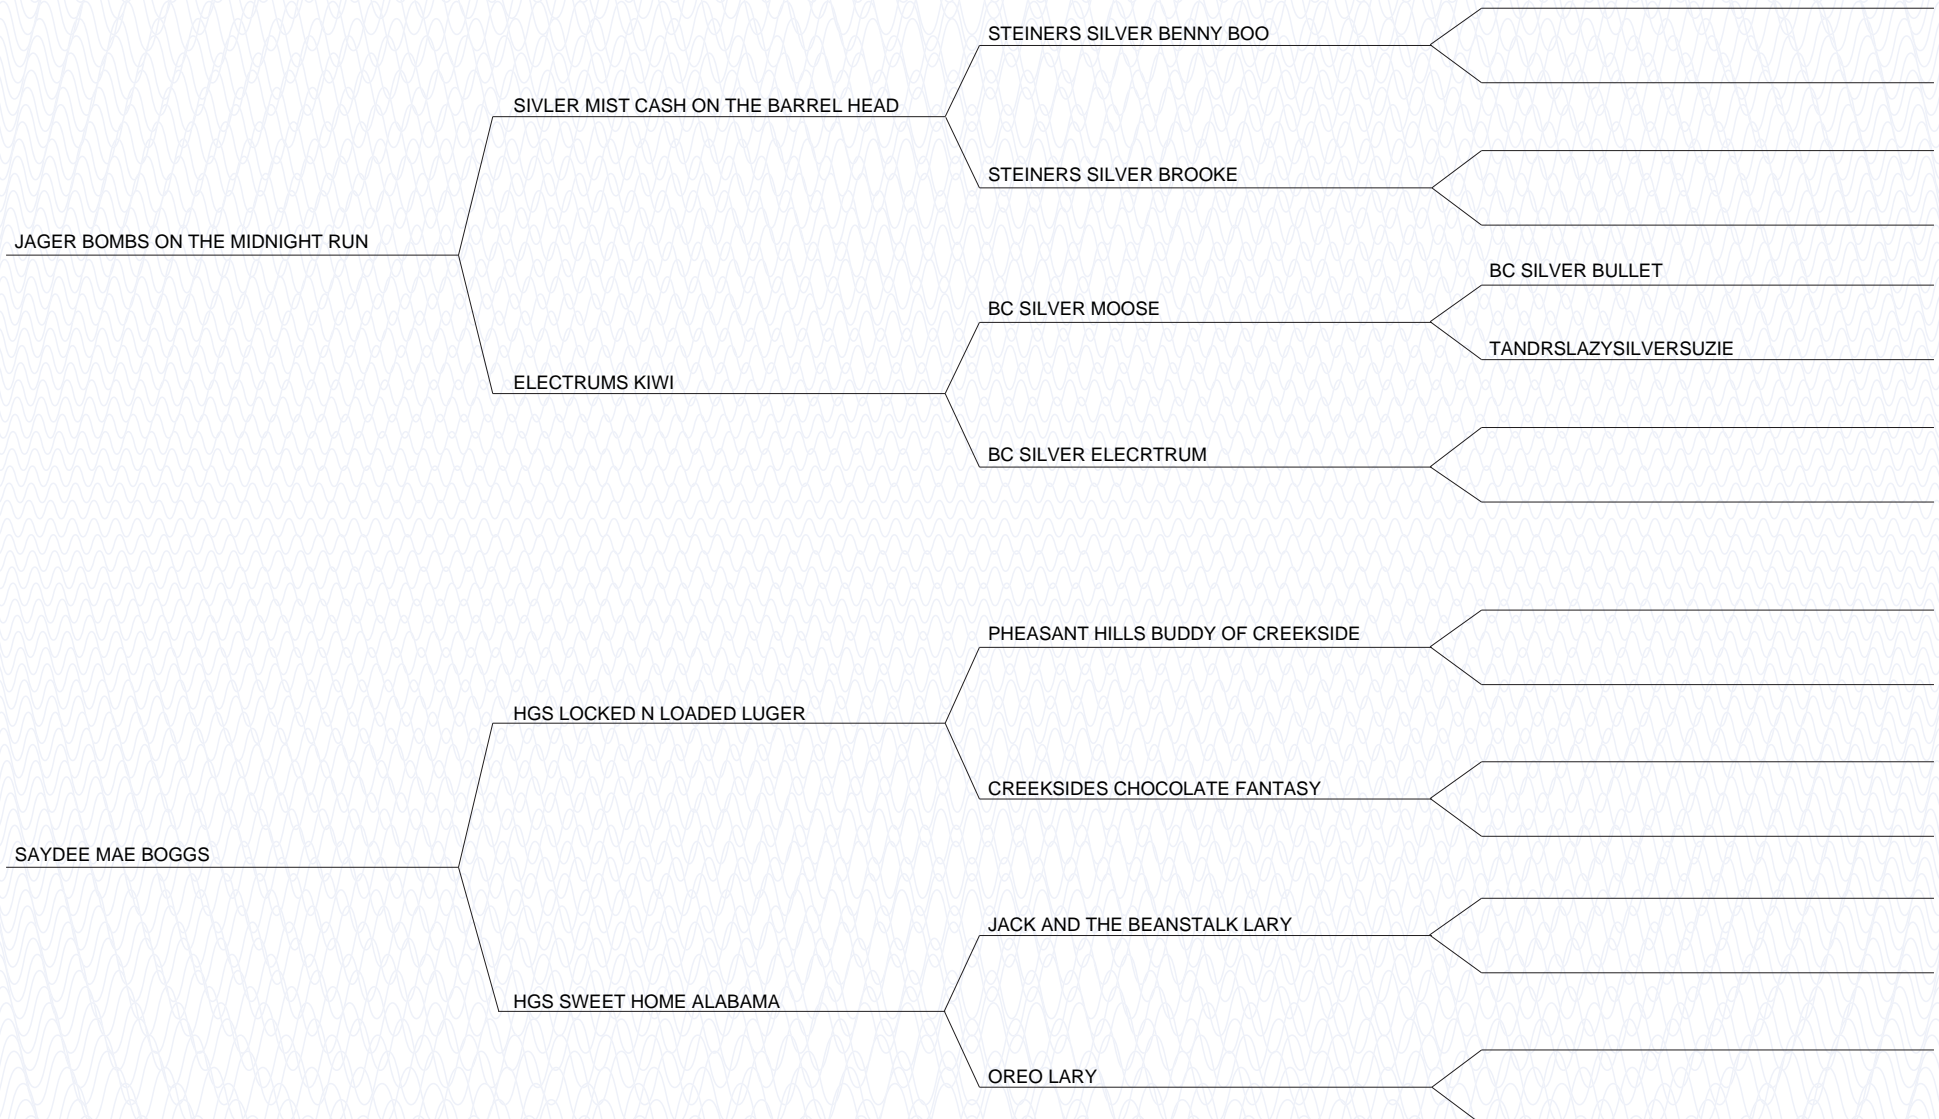 STEINERS SILVER BENNY BOO
SIVLER MIST CASH ON THE BARREL HEAD
STEINERS SILVER BROOKE
JAGER BOMBS ON THE MIDNIGHT RUN
BC SILVER BULLET
BC SILVER MOOSE
TANDRSLAZYSILVERSUZIE
ELECTRUMS KIWI
BC SILVER ELECRTRUM
PHEASANT HILLS BUDDY OF CREEKSIDE
HGS LOCKED N LOADED LUGER
CREEKSIDES CHOCOLATE FANTASY
SAYDEE MAE BOGGS
JACK AND THE BEANSTALK LARY
HGS SWEET HOME ALABAMA
OREO LARY